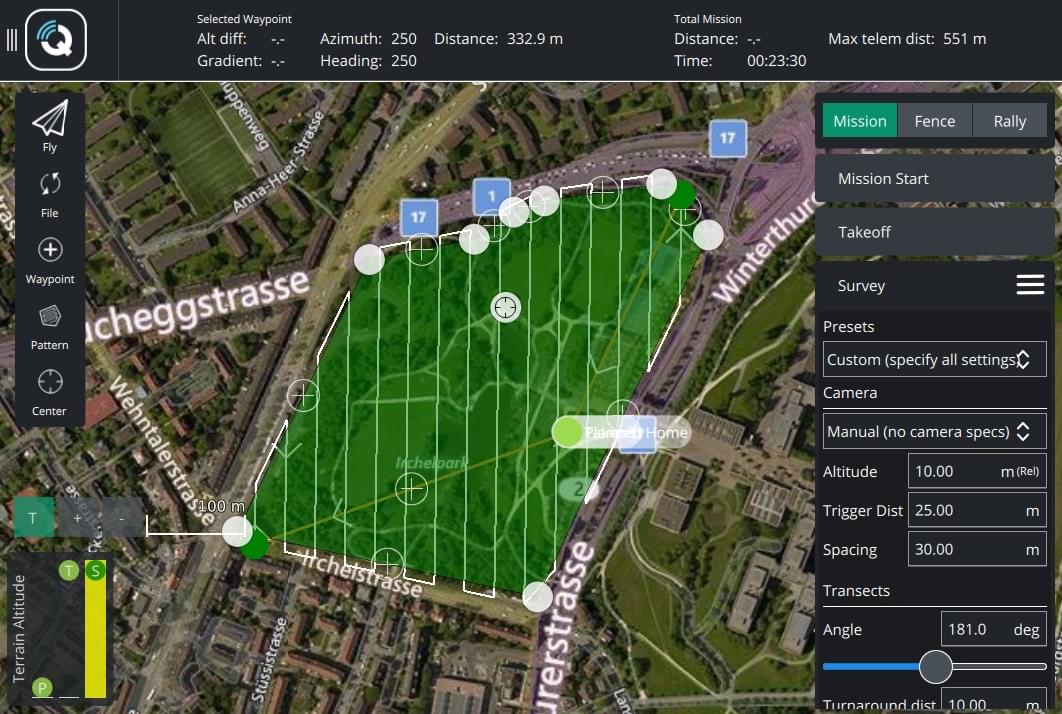 Selected Waypoint
Alt diff: -.- Azimuth: 250 Distance: 332.9 m
Gradient: -.- Heading: 250
Total Mission
Distance: -.- Max telem dist: 551 m
Time: 00:23:30
Fly
File
Waypoint
Pattern
Center
Mission Fence Rally
Mission Start
Takeoff
Survey
Presets
Custom (specify all settings)
Camera
Manual (no camera specs)
Altitude 10.00 m (Rel)
Trigger Dist 25.00 m
Spacing 30.00 m
Transects
Angle 181.0 deg
Turnaround dist 10.00 m
Anna-Heer-Strasse
17
1
17
Wehntalerstrasse
Irchelpark
Home
2
100 m
T + -
Irchelstrasse
Stüssistrasse
Terrain Altitude
T S
P